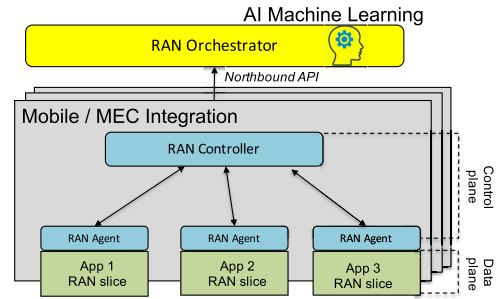 AI Machine Learning
RAN Orchestrator
Northbound API
Mobile / MEC Integration
RAN Controller
Control
plane
RAN Agent
RAN Agent
RAN Agent
App 1
RAN slice
App 2
RAN slice
App 3
RAN slice
Data
plane